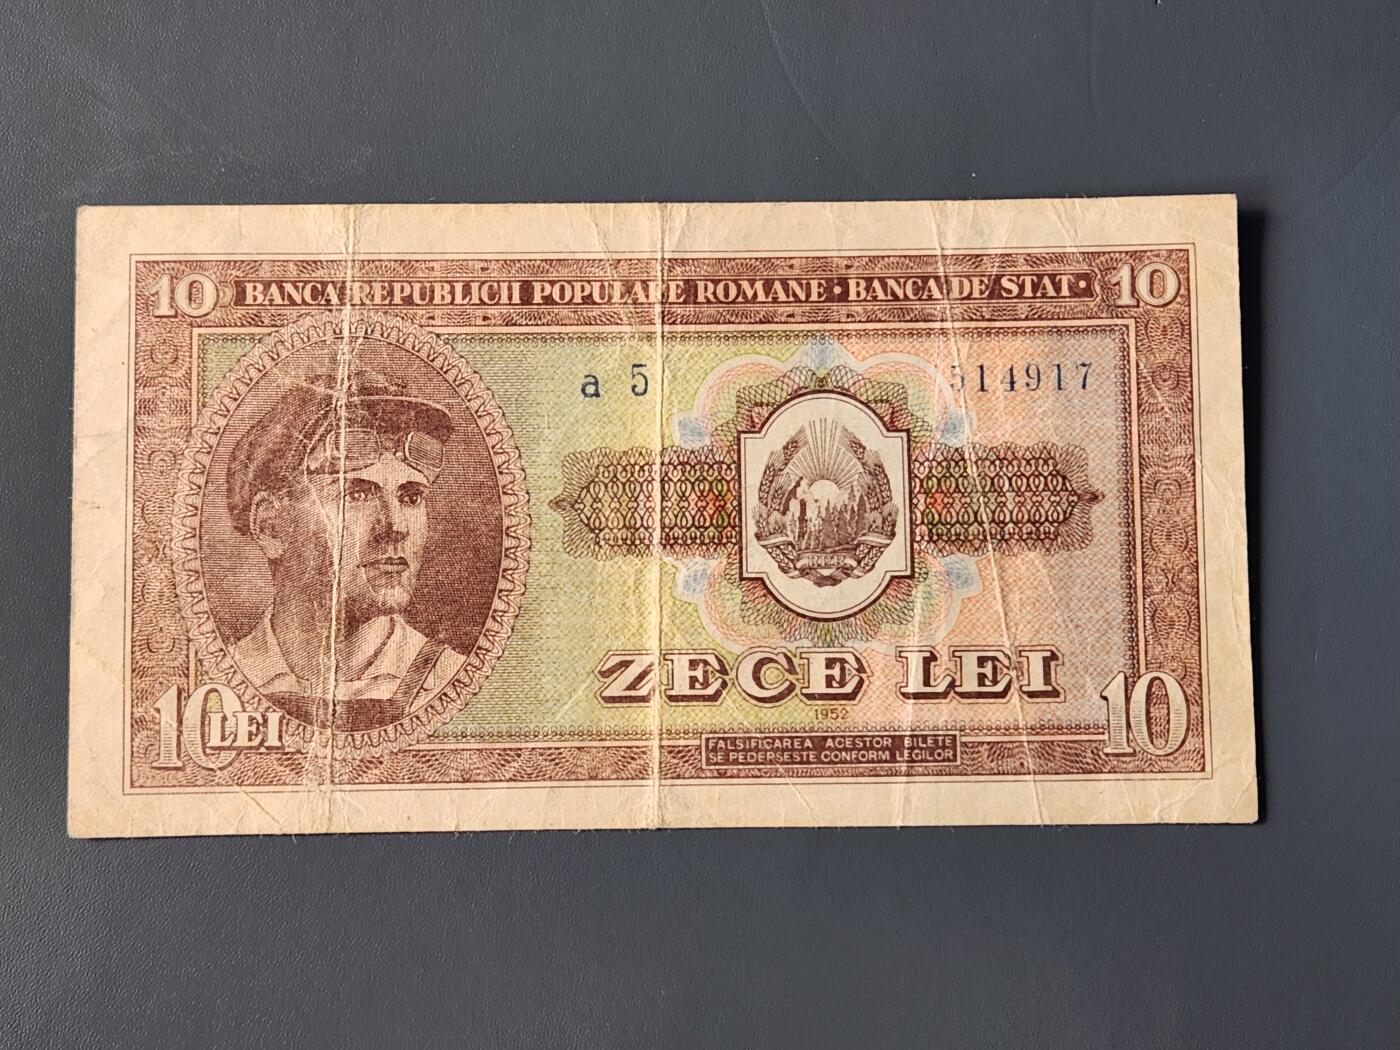 10 BANCA REPUBLICII POPULARE ROMANE · BANCA DE STAT · 10
a 5 514917
ZECE LEI
1952
10 LEI 10
FALSIFICAREA ACESTOR BILETE
SE PEDEPSESTE CONFORM LEGILOR